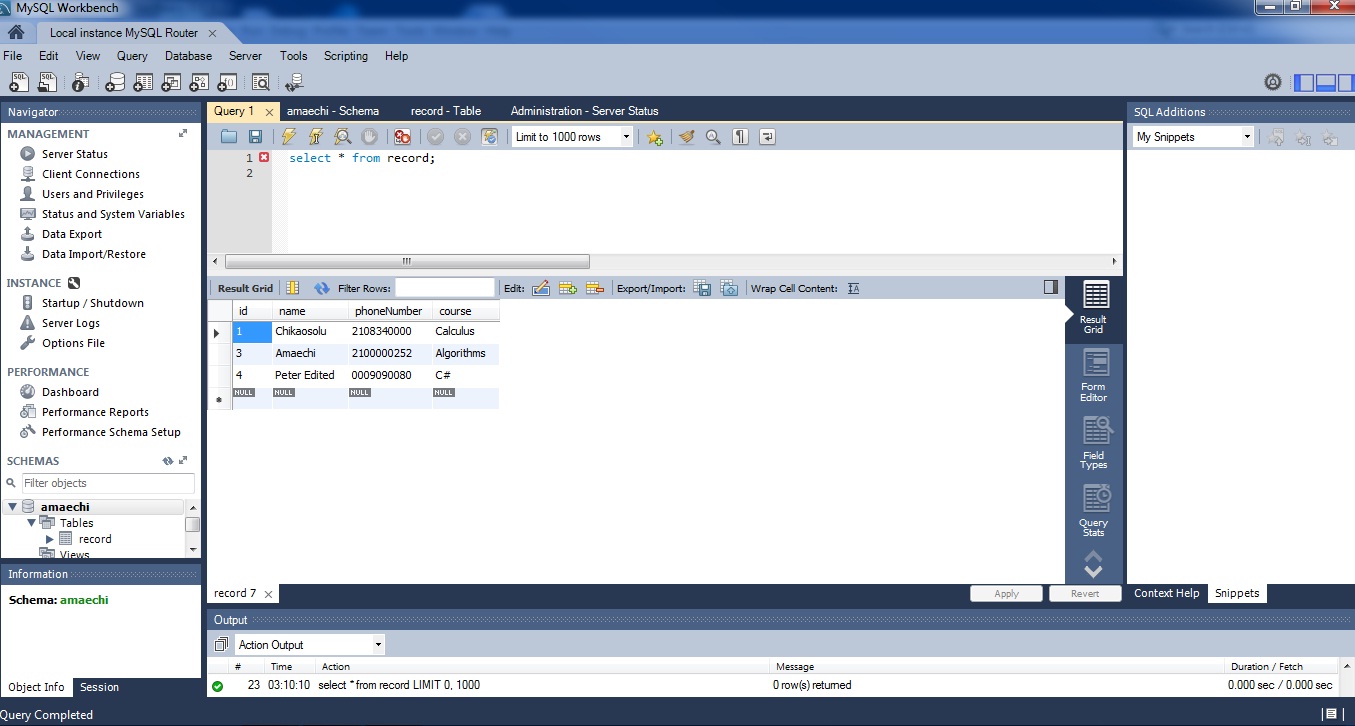 MySQL Workbench
Local instance MySQL Router
File Edit View Query Database Server Tools Scripting Help
Navigator
MANAGEMENT
Server Status
Client Connections
Users and Privileges
Status and System Variables
Data Export
Data Import/Restore
INSTANCE
Startup / Shutdown
Server Logs
Options File
PERFORMANCE
Dashboard
Performance Reports
Performance Schema Setup
SCHEMAS
Filter objects
amaechi
Tables
record
Views
Information
Schema: amaechi
Object Info Session
Query 1 amaechi - Schema record - Table Administration - Server Status
Limit to 1000 rows
1 select * from record;
2
Result Grid Filter Rows: Edit: Export/Import: Wrap Cell Content:
id name phoneNumber course
1 Chikaosolu 2108340000 Calculus
3 Amaechi 2100000252 Algorithms
4 Peter Edited 0009090080 C#
NULL NULL NULL NULL
Result
Grid
Form
Editor
Field
Types
Query
Stats
record 7 Apply Revert
SQL Additions
My Snippets
Context Help Snippets
Output
Action Output
# Time Action Message Duration / Fetch
23 03:10:10 select * from record LIMIT 0, 1000 0 row(s) returned 0.000 sec / 0.000 sec
Query Completed